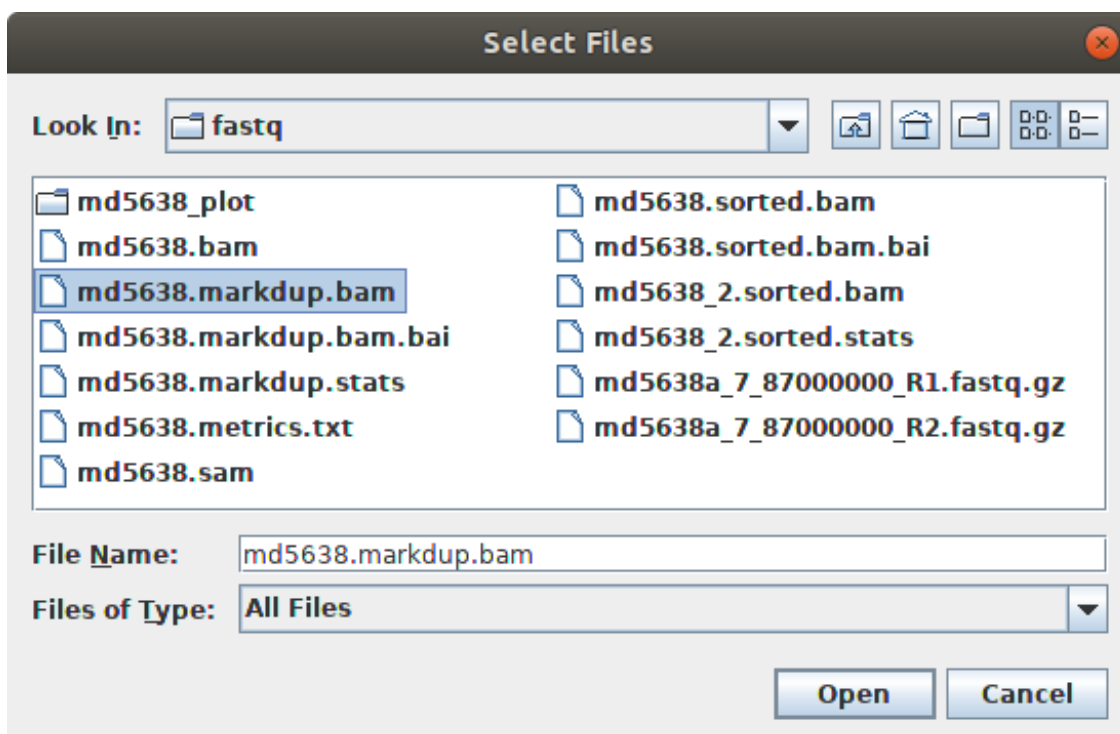 Select Files
Look In: fastq
md5638_plot
md5638.bam
md5638.markdup.bam
md5638.markdup.bam.bai
md5638.markdup.stats
md5638.metrics.txt
md5638.sam
md5638.sorted.bam
md5638.sorted.bam.bai
md5638_2.sorted.bam
md5638_2.sorted.stats
md5638a_7_87000000_R1.fastq.gz
md5638a_7_87000000_R2.fastq.gz
File Name: md5638.markdup.bam
Files of Type: All Files
Open Cancel